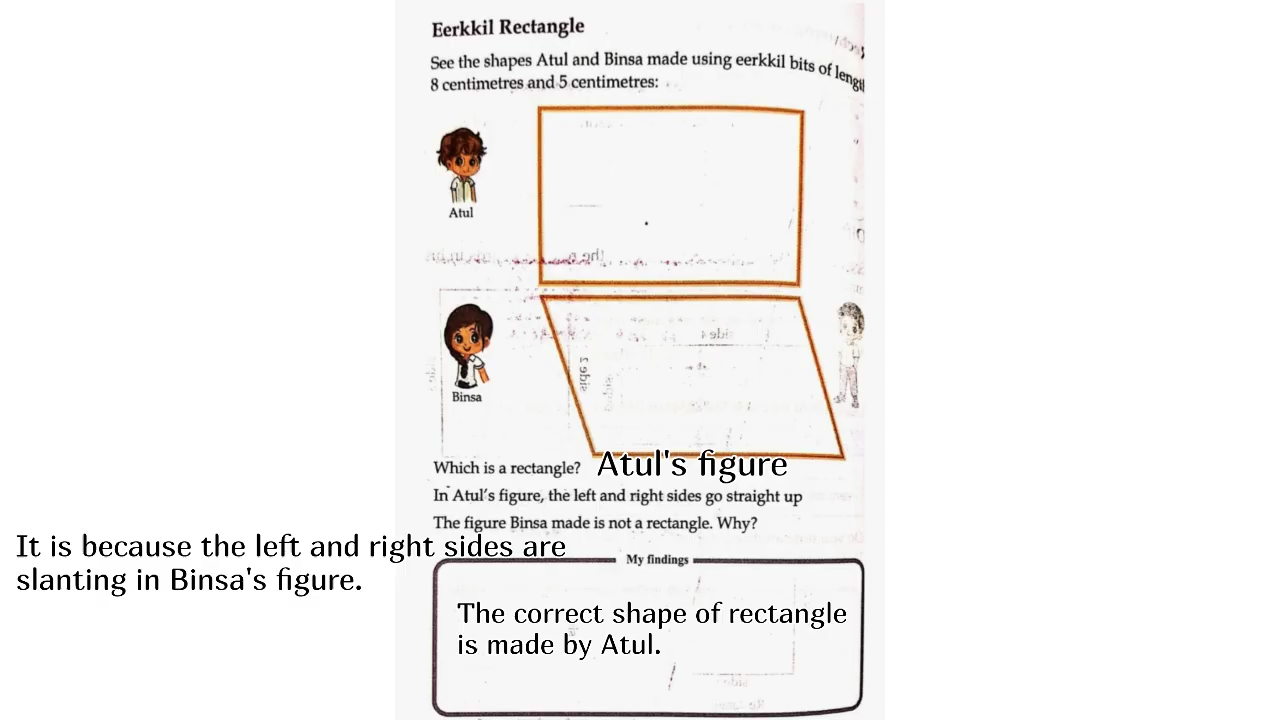 Eerkkil Rectangle
See the shapes Atul and Binsa made using eerkkil bits of
8 centimetres and 5 centimetres:
Atul
Binsa
Which is a rectangle? Atul's figure
In Atul's figure, the left and right sides go straight up
The figure Binsa made is not a rectangle. Why?
It is because the left and right sides are
slanting in Binsa's figure.
My findings
The correct shape of rectangle
is made by Atul.